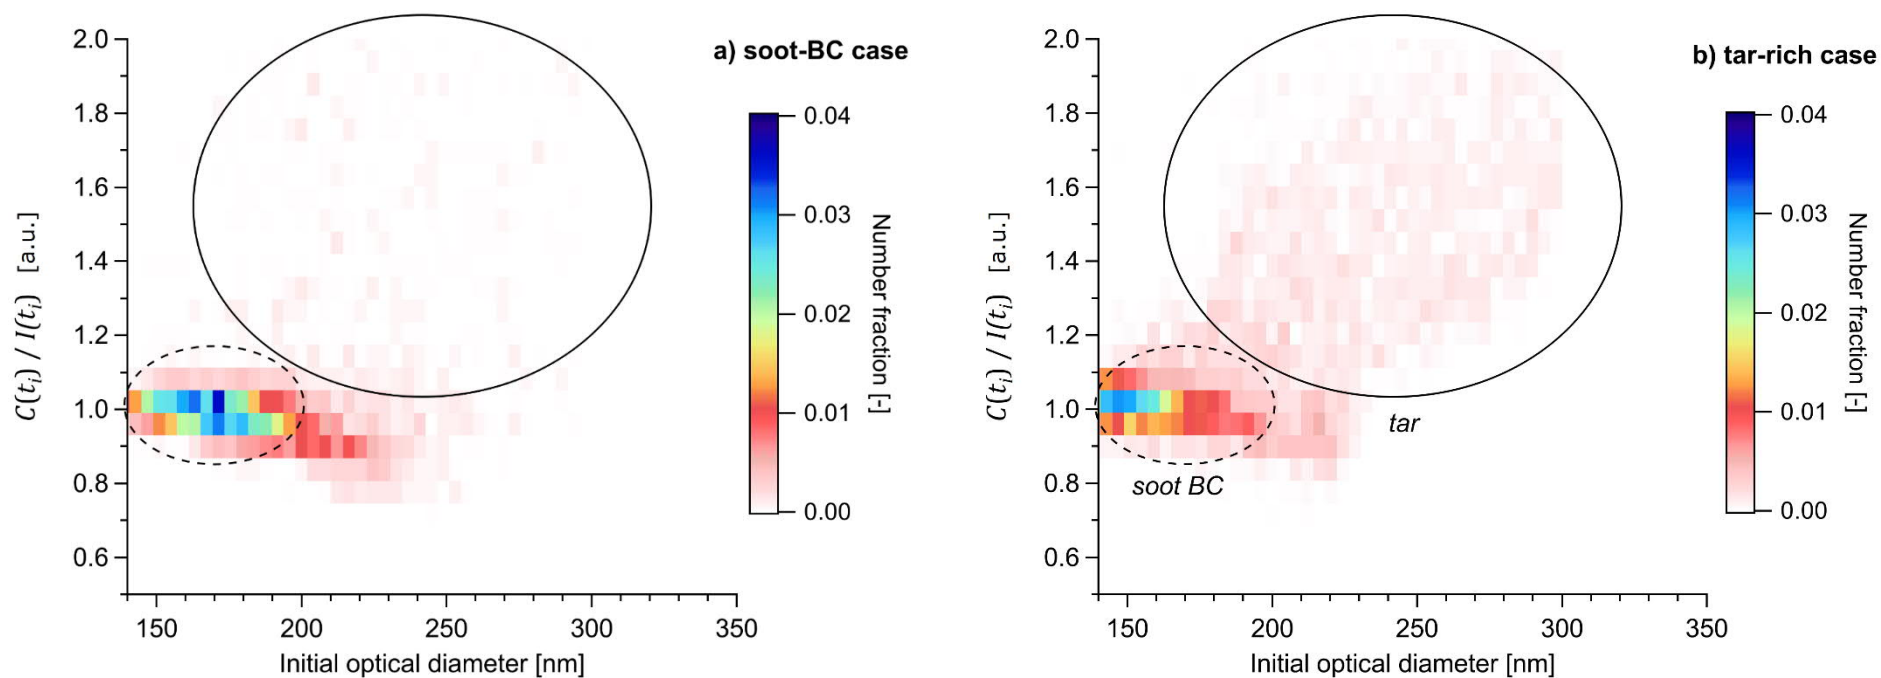 a) soot-BC case
2.0
1.8
1.6
1.4
1.2
1.0
0.8
0.6
C(tᵢ) / I(tᵢ) [a.u.]
150 200 250 300 350
Initial optical diameter [nm]
0.04
0.03
0.02
0.01
0.00
Number fraction [-]
b) tar-rich case
2.0
1.8
1.6
1.4
1.2
1.0
0.8
0.6
C(tᵢ) / I(tᵢ) [a.u.]
tar
soot BC
150 200 250 300 350
Initial optical diameter [nm]
0.04
0.03
0.02
0.01
0.00
Number fraction [-]